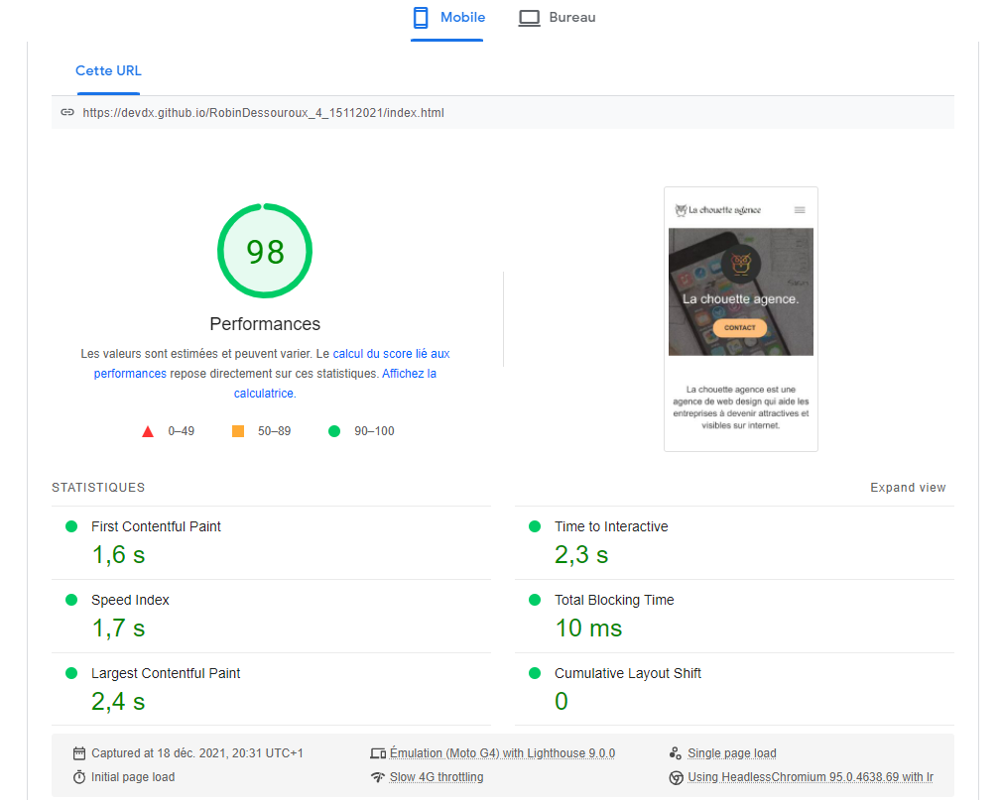 Mobile
Bureau
Cette URL
https://devdx.github.io/RobinDessouroux_4_15112021/index.html
98
Performances
Les valeurs sont estimées et peuvent varier. Le calcul du score lié aux
performances repose directement sur ces statistiques. Affichez la
calculatrice.
0–49
50–89
90–100
La chouette agence
La chouette agence.
CONTACT
La chouette agence est une
agence de web design qui aide les
entreprises à devenir attractives et
visibles sur internet.
STATISTIQUES
Expand view
First Contentful Paint
1,6 s
Time to Interactive
2,3 s
Speed Index
1,7 s
Total Blocking Time
10 ms
Largest Contentful Paint
2,4 s
Cumulative Layout Shift
0
Captured at 18 déc. 2021, 20:31 UTC+1
Émulation (Moto G4) with Lighthouse 9.0.0
Single page load
Initial page load
Slow 4G throttling
Using HeadlessChromium 95.0.4638.69 with lr